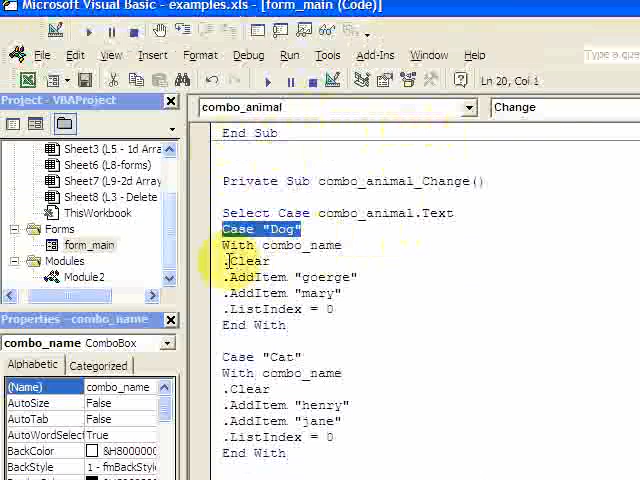 Microsoft Visual Basic - examples.xls - [form_main (Code)]
File Edit View Insert Format Debug Run Tools Add-Ins Window Help
Type a que
Ln 20, Col 1
Project - VBAProject
Sheet3 (L5 - 1d Arra
Sheet6 (L8-forms)
Sheet7 (L9-2d Array
Sheet8 (L3 - Delete
ThisWorkbook
Forms
form_main
Modules
Module2
Properties - combo_name
combo_name ComboBox
Alphabetic Categorized
(Name) combo_name
AutoSize False
AutoTab False
AutoWordSelect True
BackColor &H8000000
BackStyle 1 - fmBackStyle
combo_animal Change
End Sub
Private Sub combo_animal_Change()
Select Case combo_animal.Text
Case "Dog"
With combo_name
.Clear
.AddItem "goerge"
.AddItem "mary"
.ListIndex = 0
End With
Case "Cat"
With combo_name
.Clear
.AddItem "henry"
.AddItem "jane"
.ListIndex = 0
End With